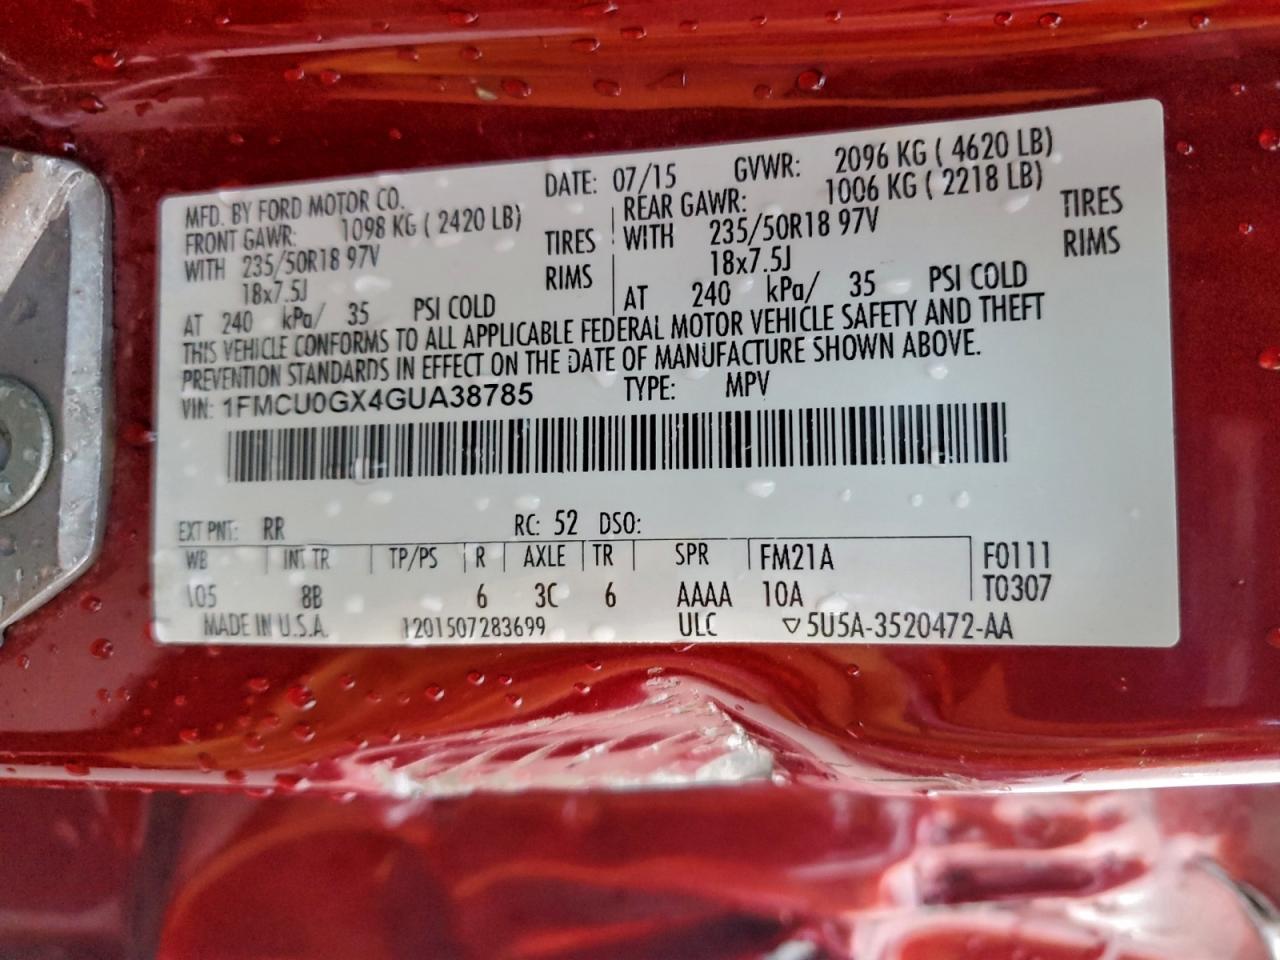 MFD. BY FORD MOTOR CO. DATE: 07/15 GVWR: 2096 KG ( 4620 LB)
FRONT GAWR: 1098 KG ( 2420 LB) REAR GAWR: 1006 KG ( 2218 LB)
WITH 235/50R18 97V TIRES WITH 235/50R18 97V TIRES
18x7.5J RIMS 18x7.5J RIMS
AT 240 kPa/ 35 PSI COLD AT 240 kPa/ 35 PSI COLD
THIS VEHICLE CONFORMS TO ALL APPLICABLE FEDERAL MOTOR VEHICLE SAFETY AND THEFT
PREVENTION STANDARDS IN EFFECT ON THE DATE OF MANUFACTURE SHOWN ABOVE.
VIN: 1FMCU0GX4GUA38785 TYPE: MPV
EXT PNT: RR RC: 52 DSO:
WB INT TR TP/PS R AXLE TR SPR FM21A F0111
105 8B 6 3C 6 AAAA 10A T0307
MADE IN U.S.A. 1201507283699 ULC ▽5U5A-3520472-AA